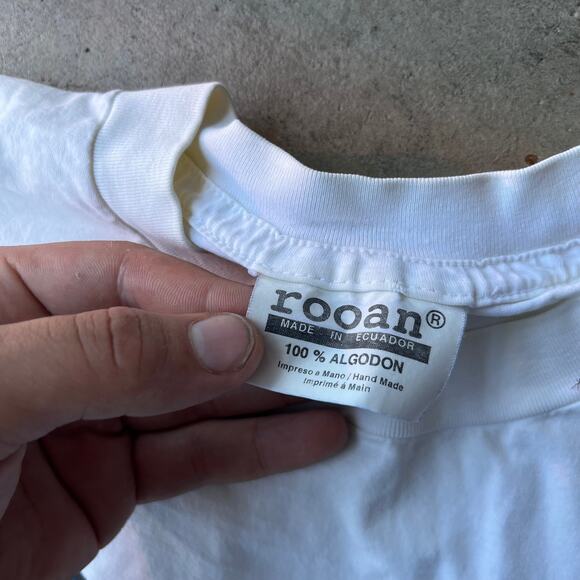 rooan®
MADE IN ECUADOR
100 % ALGODON
Impreso a Mano / Hand Made
Imprimé à Main